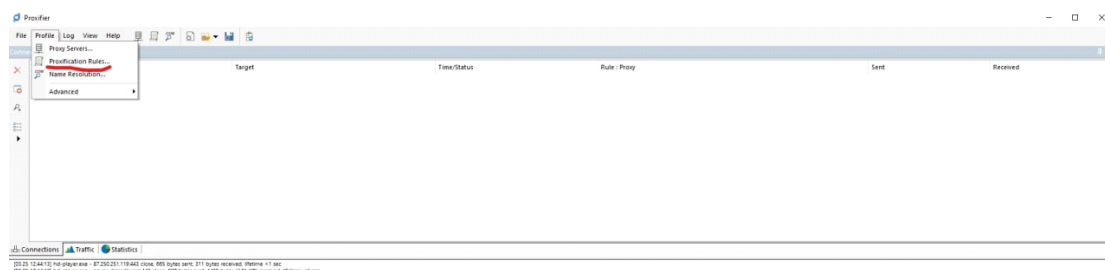 Proxifier
File Profile Log View Help
Proxy Servers...
Proxification Rules...
Name Resolution...
Advanced
Target Time/Status Rule : Proxy Sent Received
Connections Traffic Statistics
[03.25 12:44:13] hd-player.exe - 87.250.251.119:443 close, 665 bytes sent, 311 bytes received, lifetime <1 sec